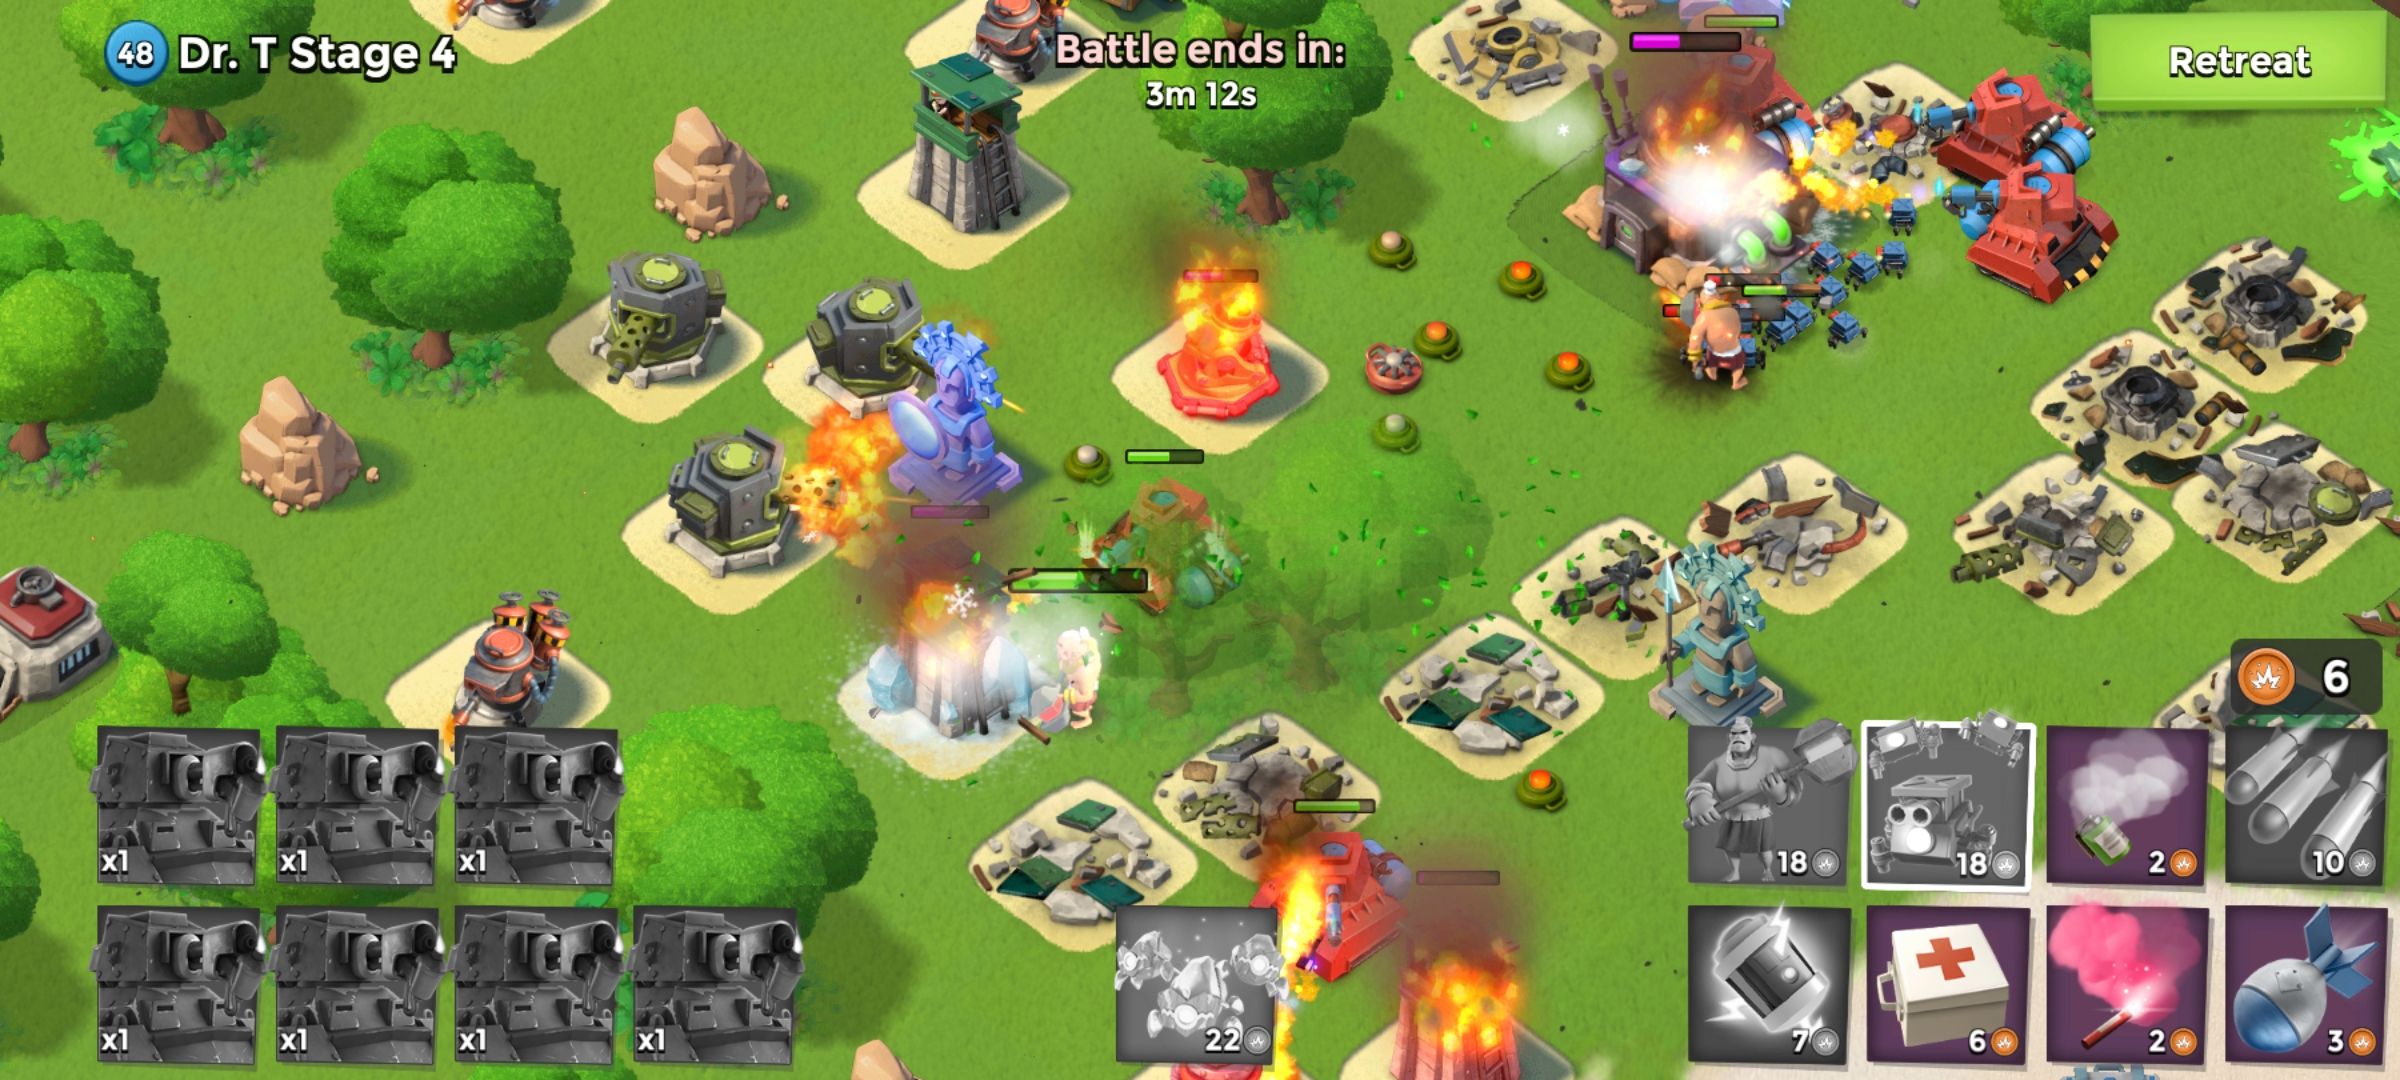 48 Dr. T Stage 4
Battle ends in:
3m 12s
Retreat
6
x1 x1 x1
18 18 2 10
x1 x1 x1 x1
22
7 6 2 3